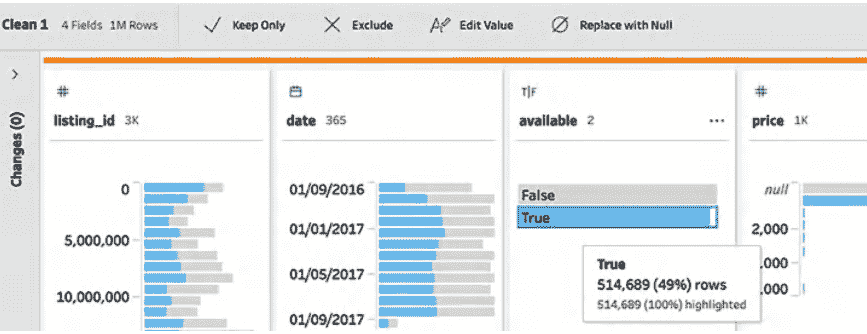 Clean 1 4 Fields 1M Rows Keep Only Exclude Edit Value Replace with Null
Changes (0)
# T|F #
listing_id 3K date 365 available 2 ... price 1K
0
5,000,000
10,000,000
01/09/2016
01/01/2017
01/05/2017
01/09/2017
False
True
null
2,000
,000
,000
True
514,689 (49%) rows
514,689 (100%) highlighted